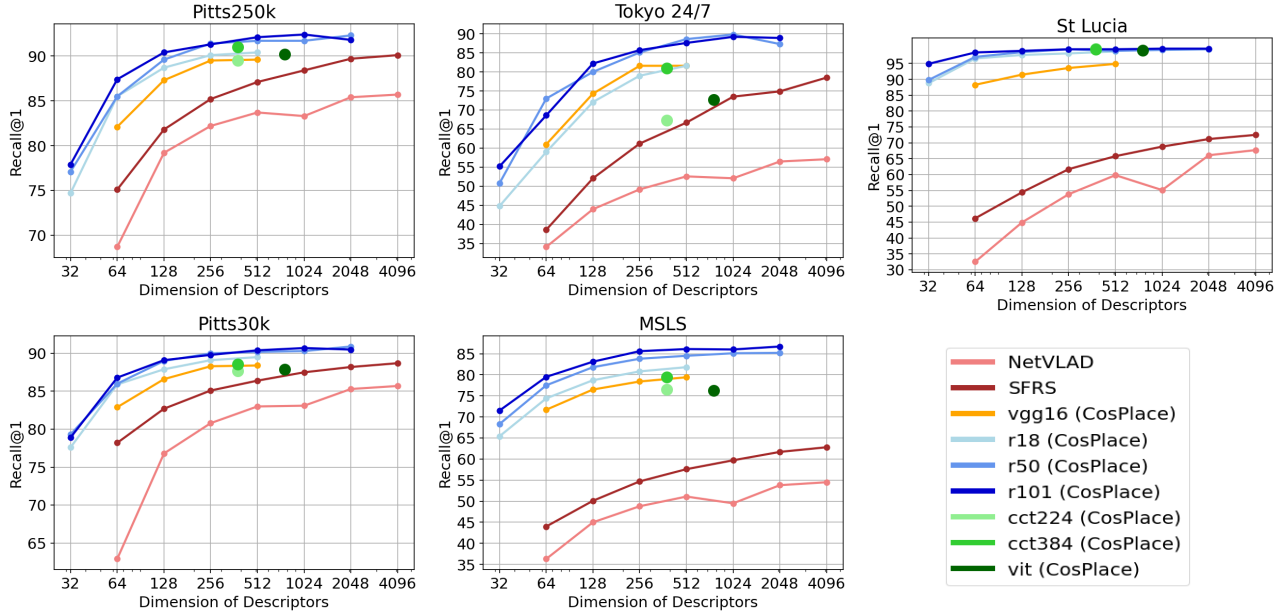 Pitts250k
Recall@1
90
85
80
75
70
32 64 128 256 512 1024 2048 4096
Dimension of Descriptors
Tokyo 24/7
Recall@1
90
85
80
75
70
65
60
55
50
45
40
35
32 64 128 256 512 1024 2048 4096
Dimension of Descriptors
St Lucia
Recall@1
95
90
85
80
75
70
65
60
55
50
45
40
35
30
32 64 128 256 512 1024 2048 4096
Dimension of Descriptors
Pitts30k
Recall@1
90
85
80
75
70
65
32 64 128 256 512 1024 2048 4096
Dimension of Descriptors
MSLS
Recall@1
85
80
75
70
65
60
55
50
45
40
35
32 64 128 256 512 1024 2048 4096
Dimension of Descriptors
NetVLAD
SFRS
vgg16 (CosPlace)
r18 (CosPlace)
r50 (CosPlace)
r101 (CosPlace)
cct224 (CosPlace)
cct384 (CosPlace)
vit (CosPlace)